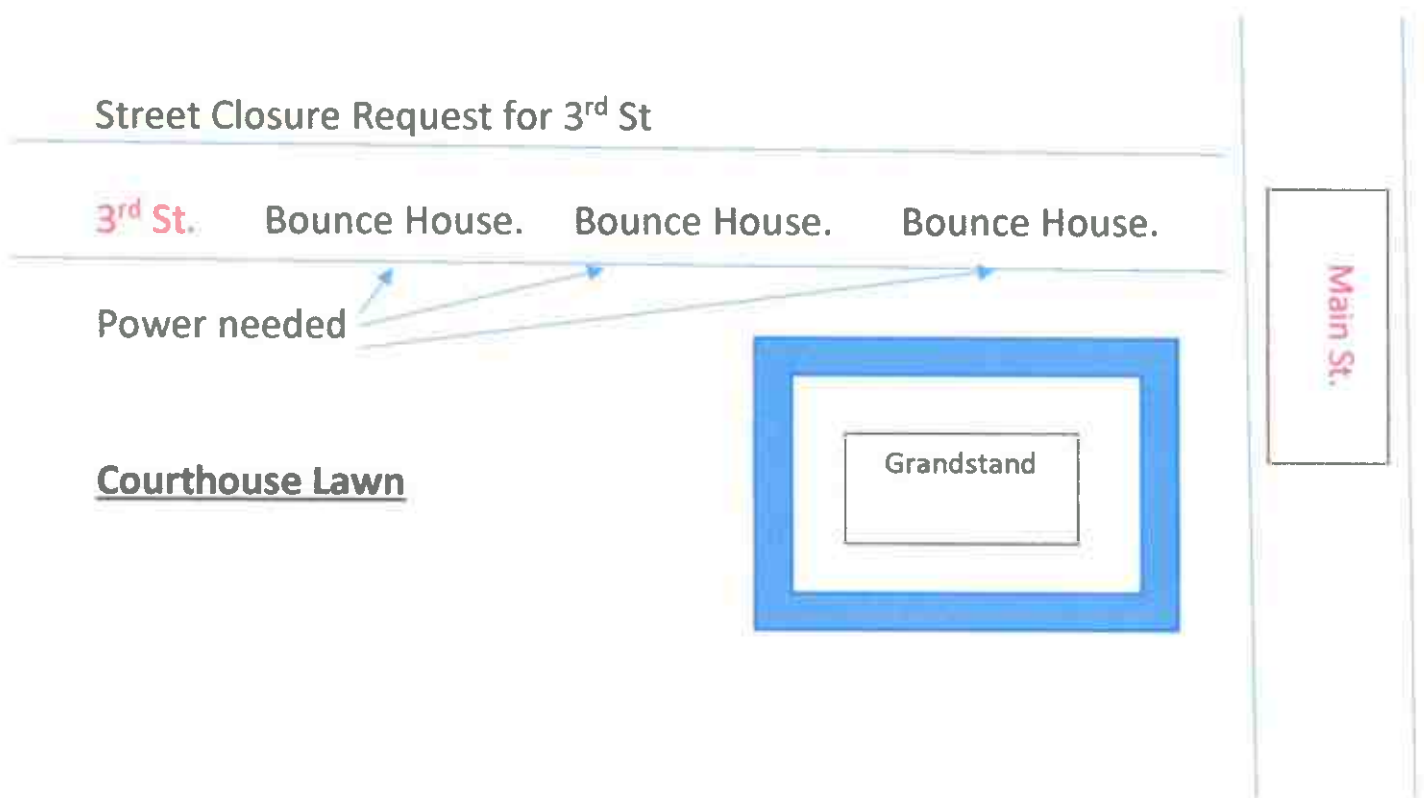 Street Closure Request for 3rd St
3rd St. Bounce House. Bounce House. Bounce House.
Power needed
Main St.
Grandstand
Courthouse Lawn